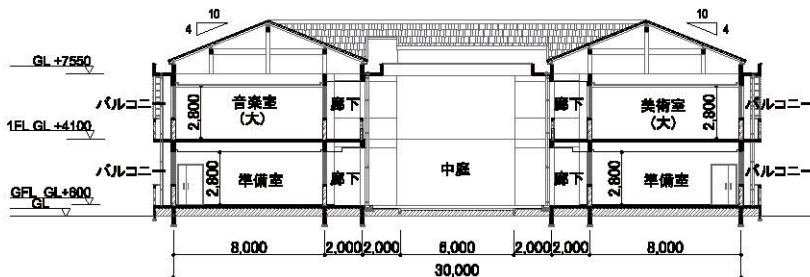 10
4
10
4
GL +7550
バルコニー
音楽室
(大)
2,800
廊下
廊下
美術室
(大)
2,800
バルコニー
1FL GL +4100
バルコニー
準備室
2,800
廊下
中庭
廊下
準備室
2,800
バルコニー
GFL GL+600
GL
8,000
2,000
2,000
6,000
2,000
2,000
8,000
30,000